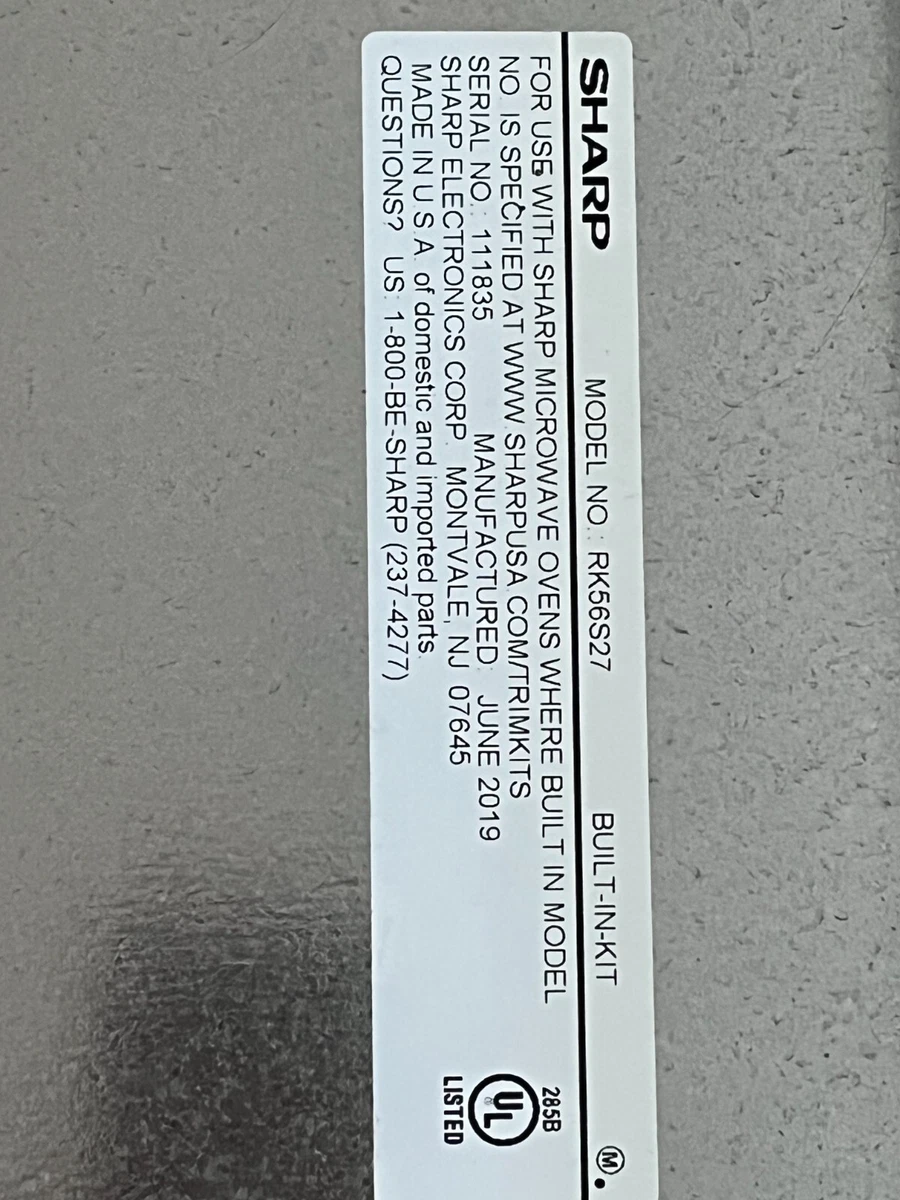 SHARP MODEL NO.: RK56S27 BUILT-IN-KIT M.
FOR USE WITH SHARP MICROWAVE OVENS WHERE BUILT IN MODEL
NO. IS SPECIFIED AT WWW.SHARPUSA.COM/TRIMKITS
SERIAL NO.: 111835 MANUFACTURED: JUNE 2019
SHARP ELECTRONICS CORP. MONTVALE, NJ 07645
MADE IN U.S.A. of domestic and imported parts.
QUESTIONS? US: 1-800-BE-SHARP (237-4277)
285B
UL
LISTED